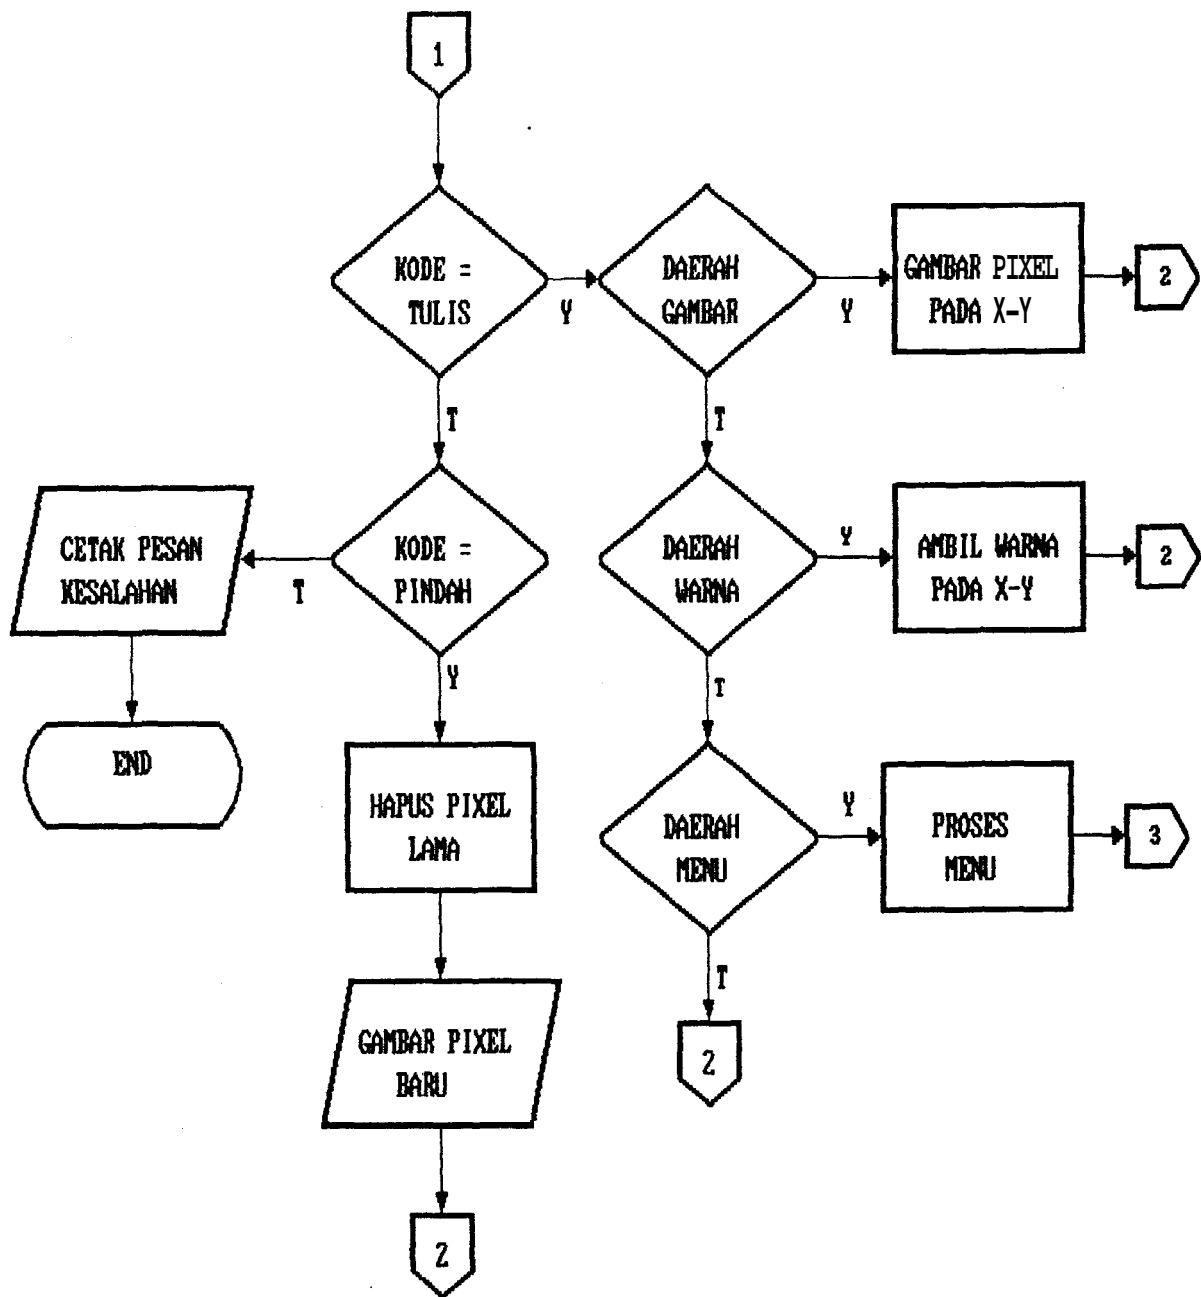 1
KODE =
TULIS
Y
DAERAH
GAMBAR
Y
GAMBAR PIXEL
PADA X-Y
2
T
T
CETAK PESAN
KESALAHAN
T
KODE =
PINDAH
DAERAH
WARNA
Y
AMBIL WARNA
PADA X-Y
2
Y
T
END
HAPUS PIXEL
LAMA
DAERAH
MENU
Y
PROSES
MENU
3
T
GAMBAR PIXEL
BARU
2
2